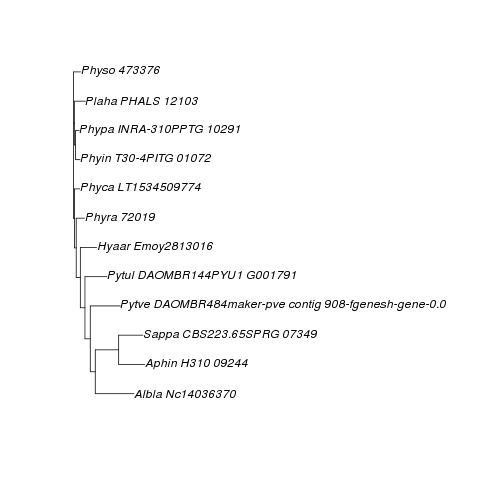 Physo 473376
Plaha PHALS 12103
Phypa INRA-310PPTG 10291
Phyin T30-4PITG 01072
Phyca LT1534509774
Phyra 72019
Hyaar Emoy2813016
Pytul DAOMBR144PYU1 G001791
Pytve DAOMBR484maker-pve contig 908-fgenesh-gene-0.0
Sappa CBS223.65SPRG 07349
Aphin H310 09244
Albla Nc14036370